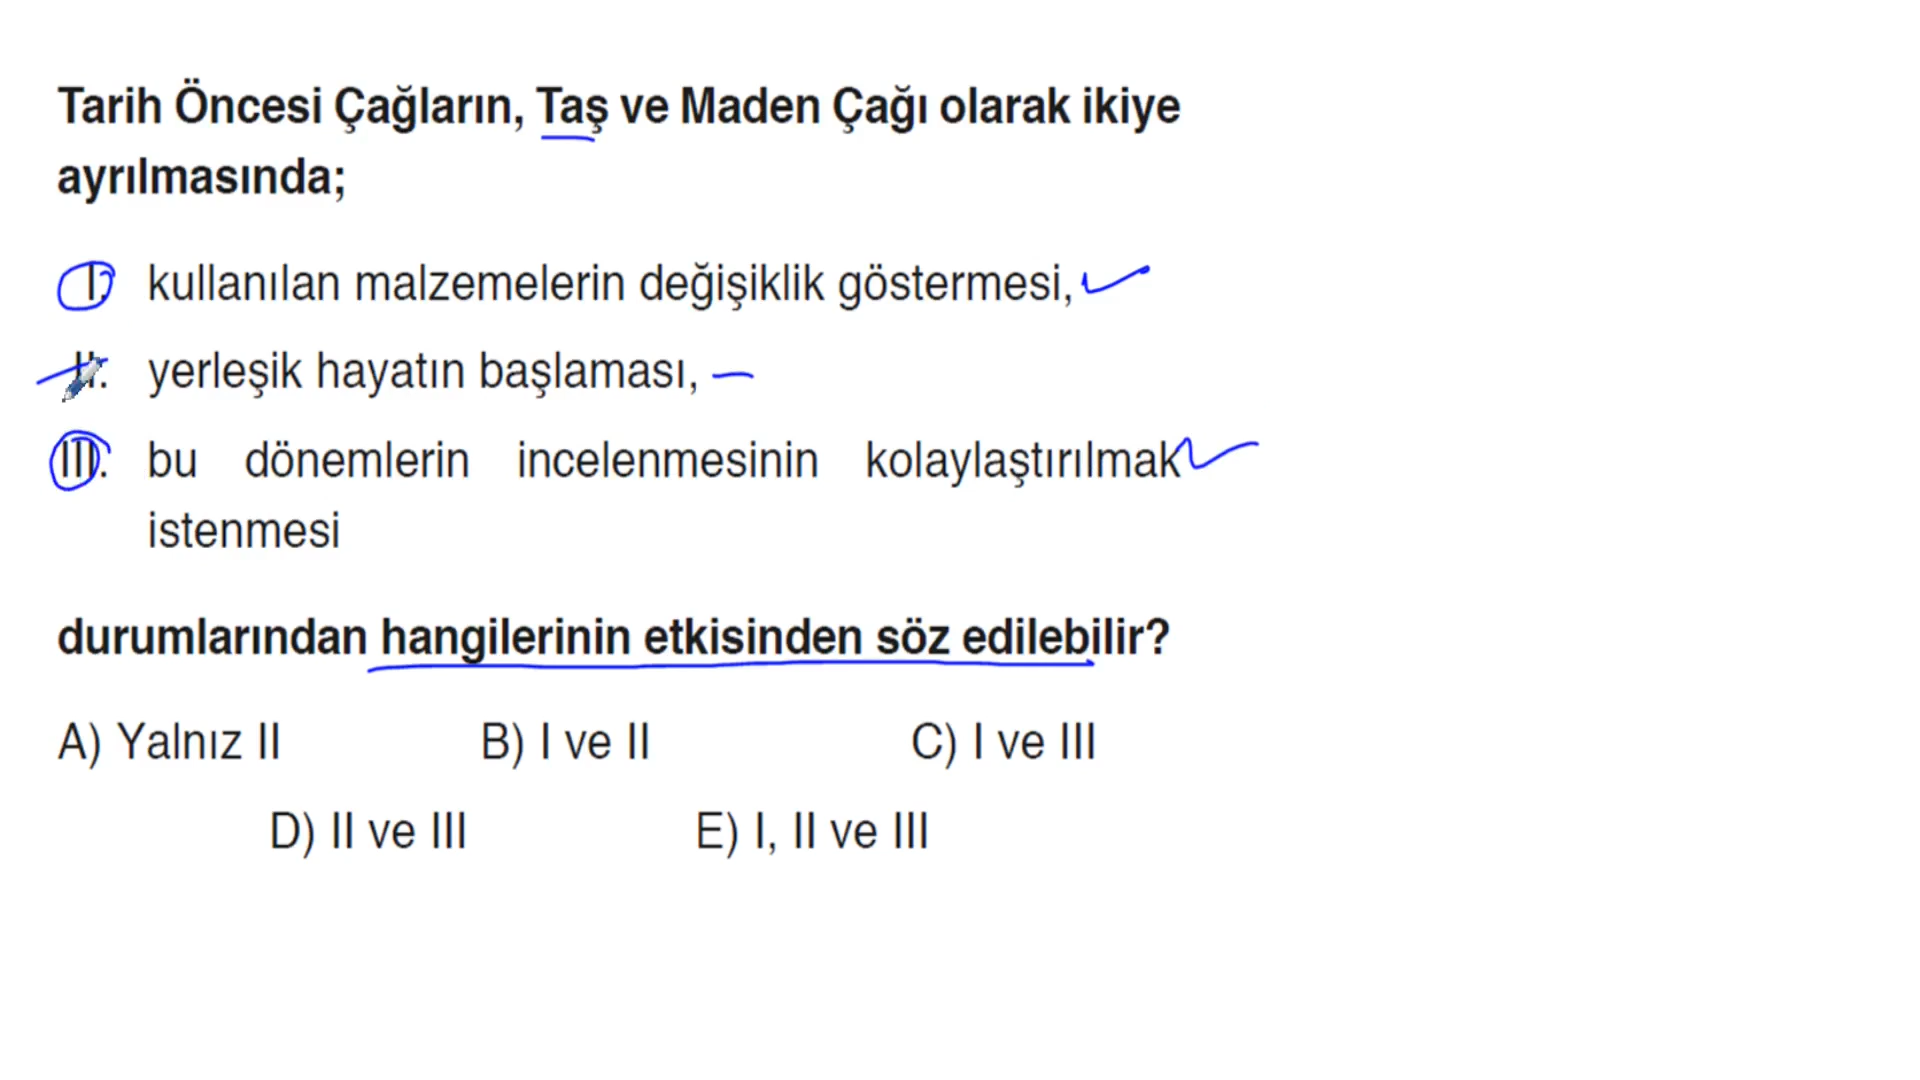 Tarih Öncesi Çağların, Taş ve Maden Çağı olarak ikiye
ayrılmasında;
I. kullanılan malzemelerin değişiklik göstermesi,
II. yerleşik hayatın başlaması,
III. bu dönemlerin incelenmesinin kolaylaştırılmak
istenmesi
durumlarından hangilerinin etkisinden söz edilebilir?
A) Yalnız II B) I ve II C) I ve III
D) II ve III E) I, II ve III